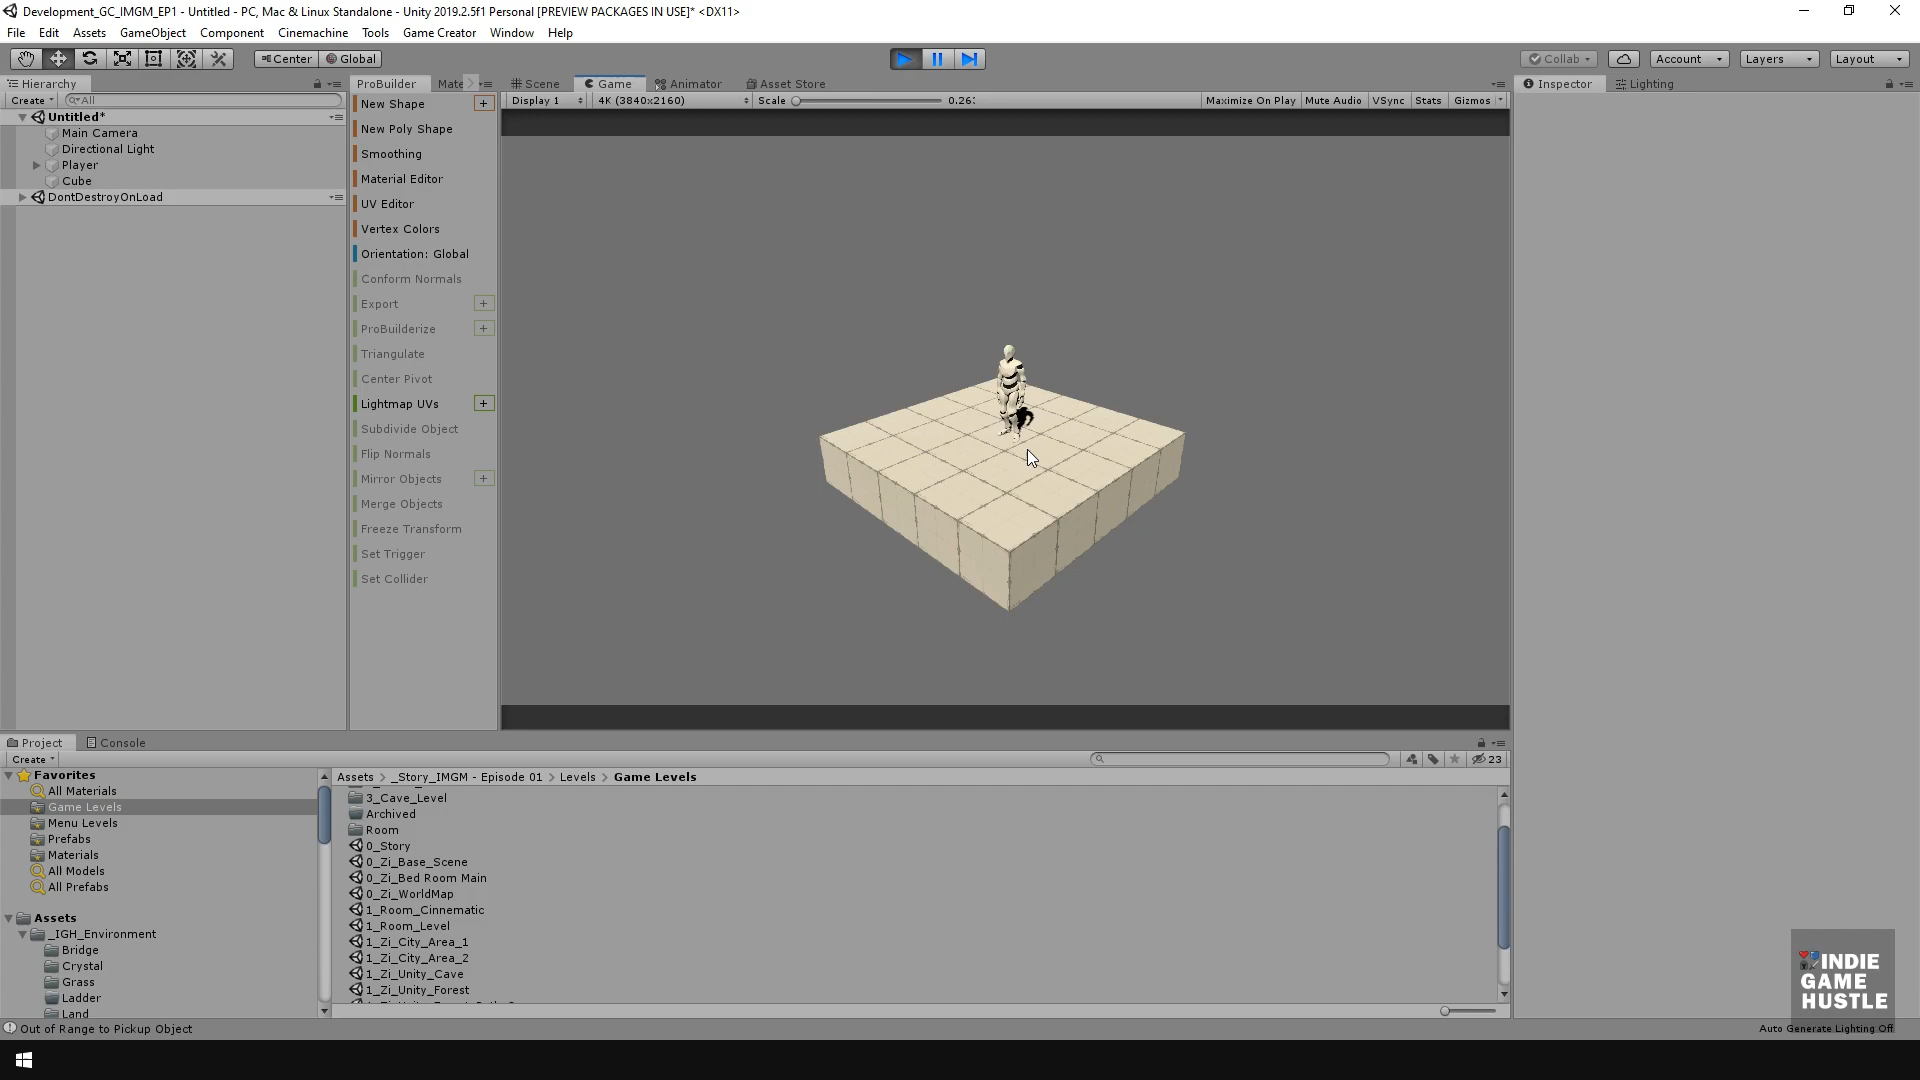 Development_GC_IMGM_EP1 - Untitled - PC, Mac & Linux Standalone - Unity 2019.2.5f1 Personal [PREVIEW PACKAGES IN USE]* <DX11>
File Edit Assets GameObject Component Cinemachine Tools Game Creator Window Help
Center Global Collab Account Layers Layout
Hierarchy
Create All
Untitled*
Main Camera
Directional Light
Player
Cube
DontDestroyOnLoad
ProBuilder Mate
New Shape +
New Poly Shape
Smoothing
Material Editor
UV Editor
Vertex Colors
Orientation: Global
Conform Normals
Export +
ProBuilderize +
Triangulate
Center Pivot
Lightmap UVs +
Subdivide Object
Flip Normals
Mirror Objects +
Merge Objects
Freeze Transform
Set Trigger
Set Collider
Scene Game Animator Asset Store
Display 1 4K (3840x2160) Scale 0.26: Maximize On Play Mute Audio VSync Stats Gizmos
Inspector Lighting
Project Console
Create 23
Favorites
All Materials
Game Levels
Menu Levels
Prefabs
Materials
All Models
All Prefabs
Assets
_IGH_Environment
Bridge
Crystal
Grass
Ladder
Land
Assets > _Story_IMGM - Episode 01 > Levels > Game Levels
3_Cave_Level
Archived
Room
0_Story
0_Zi_Base_Scene
0_Zi_Bed Room Main
0_Zi_WorldMap
1_Room_Cinnematic
1_Room_Level
1_Zi_City_Area_1
1_Zi_City_Area_2
1_Zi_Unity_Cave
1_Zi_Unity_Forest
INDIE
GAME
HUSTLE
Out of Range to Pickup Object
Auto Generate Lighting Off